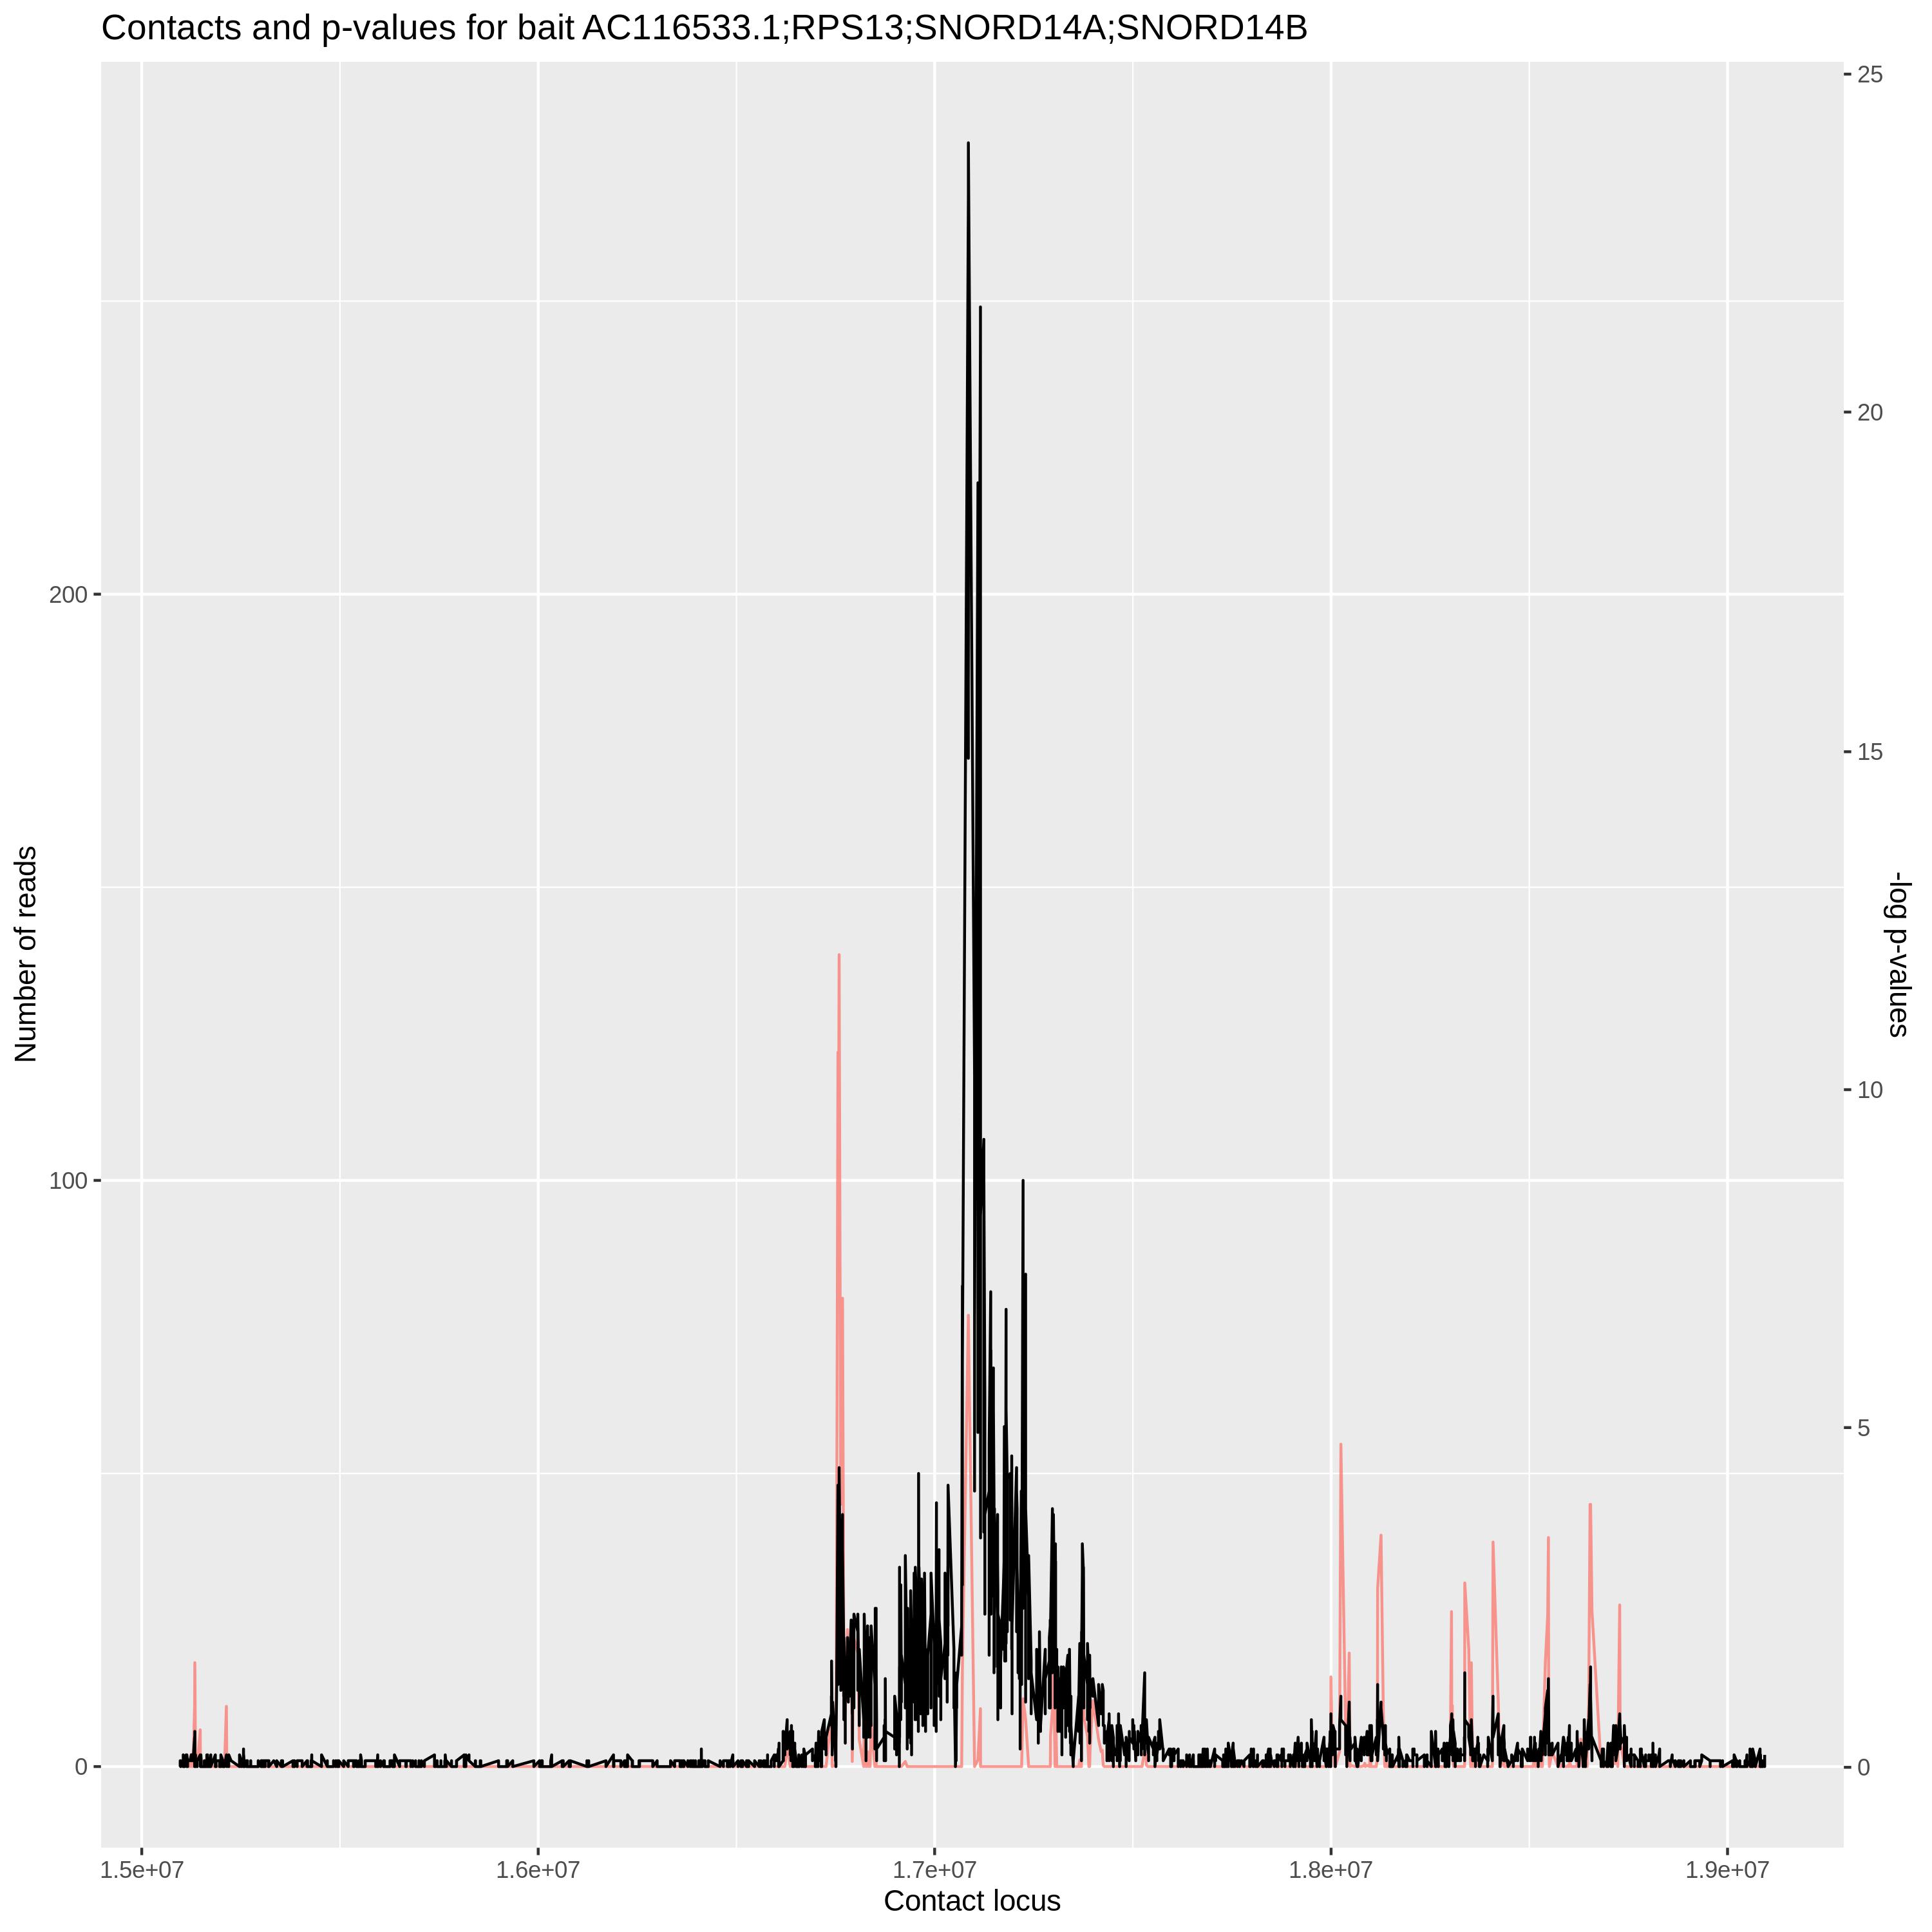 Contacts and p-values for bait AC116533.1;RPS13;SNORD14A;SNORD14B
25
20
200
15
Number of reads
-log p-values
10
100
5
0
0
1.5e+07
1.6e+07
1.7e+07
1.8e+07
1.9e+07
Contact locus